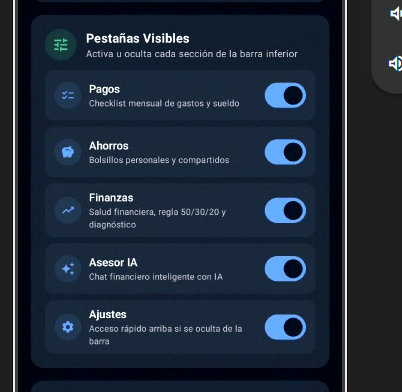 Pestañas Visibles
Activa u oculta cada sección de la barra inferior
Pagos
Checklist mensual de gastos y sueldo
Ahorros
Bolsillos personales y compartidos
Finanzas
Salud financiera, regla 50/30/20 y
diagnóstico
Asesor IA
Chat financiero inteligente con IA
Ajustes
Acceso rápido arriba si se oculta de la
barra